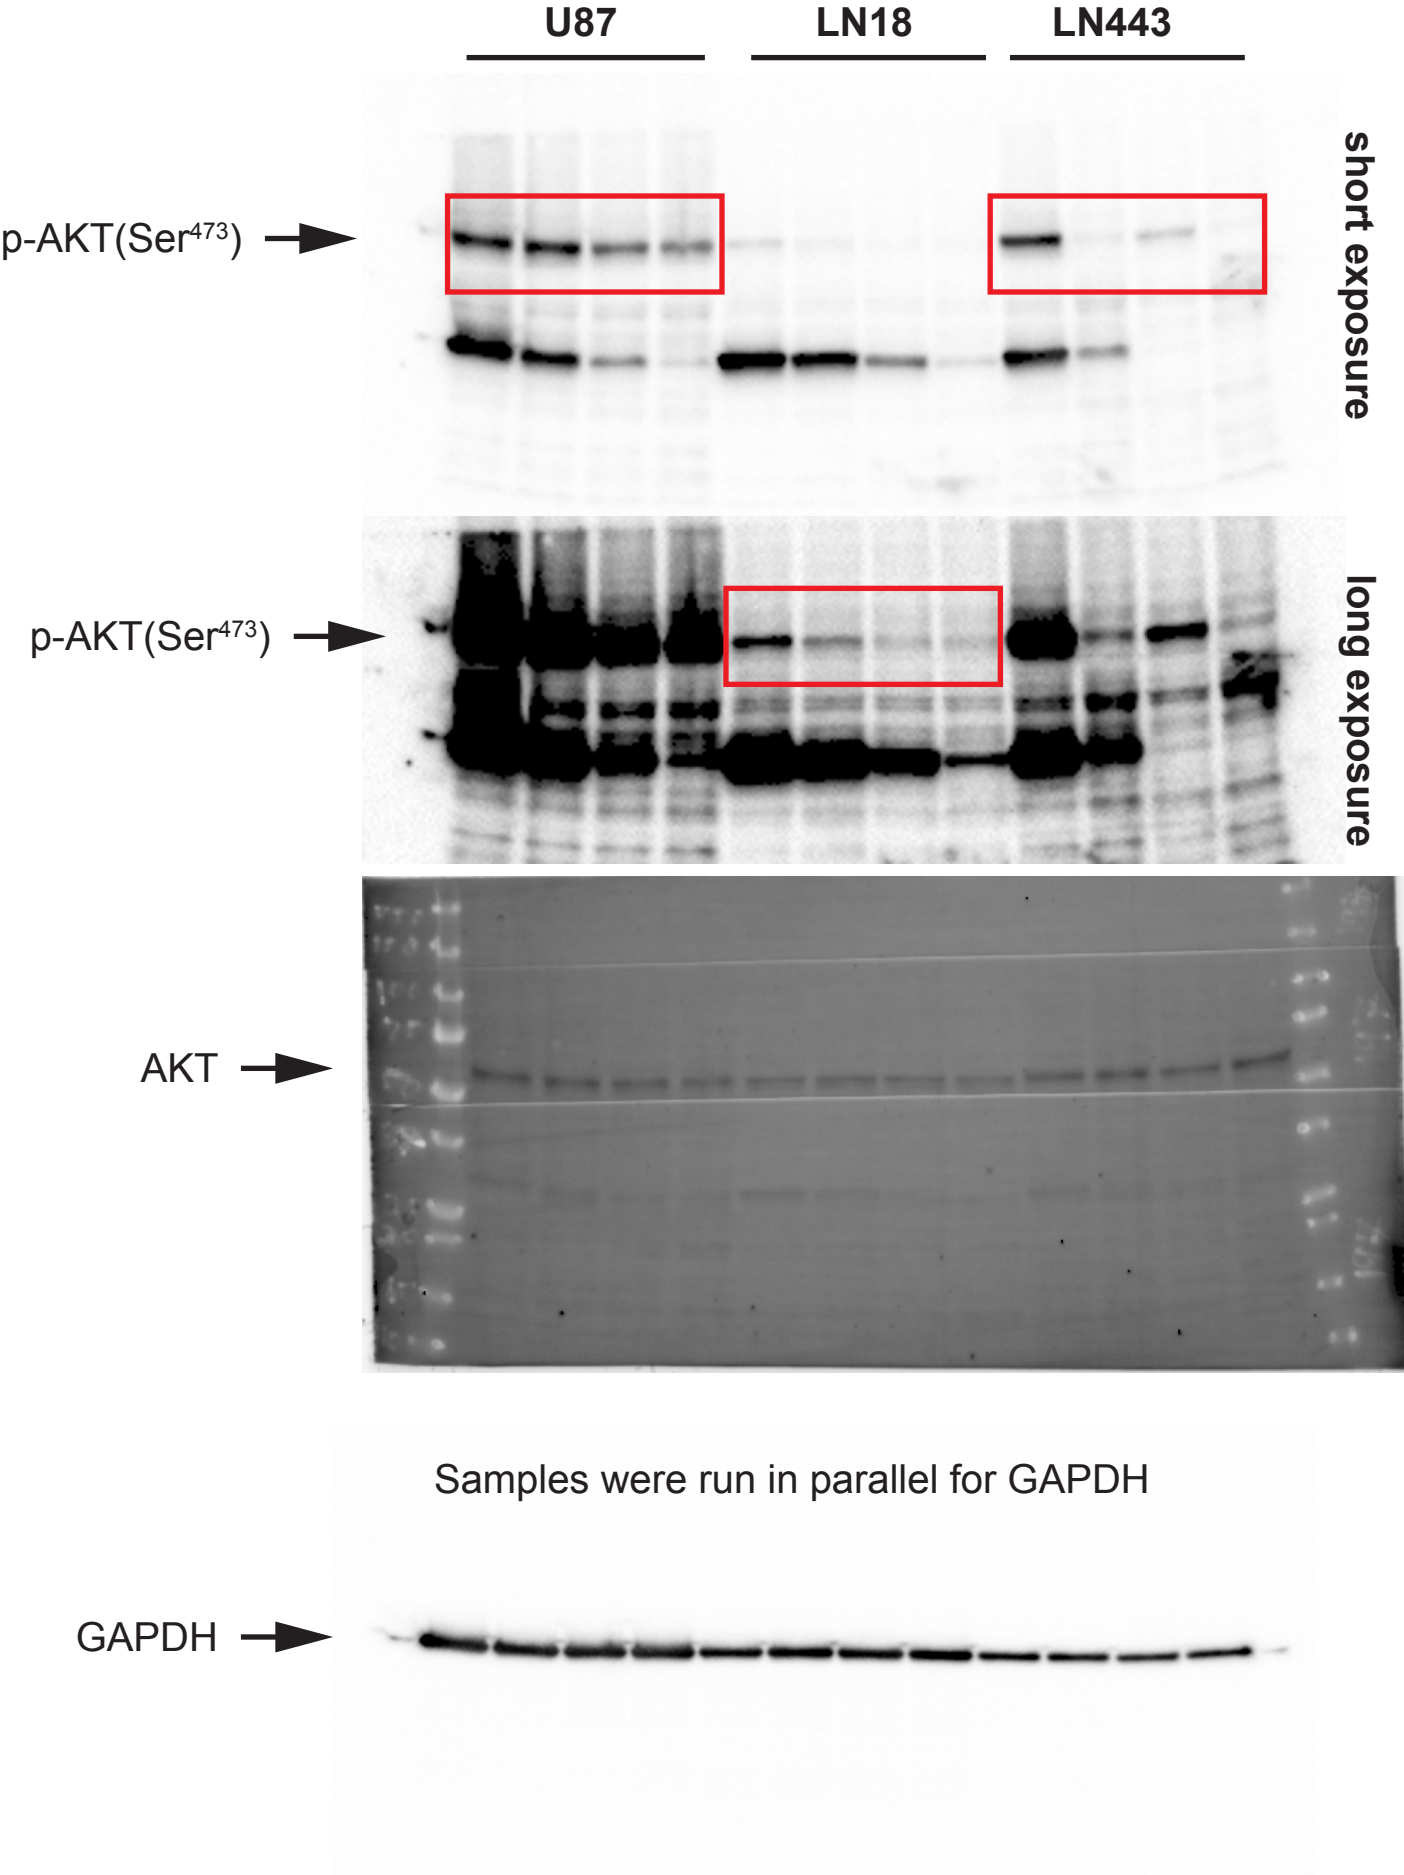 U87 LN18 LN443
short exposure
p-AKT(Ser473)
long exposure
p-AKT(Ser473)
AKT
Samples were run in parallel for GAPDH
GAPDH